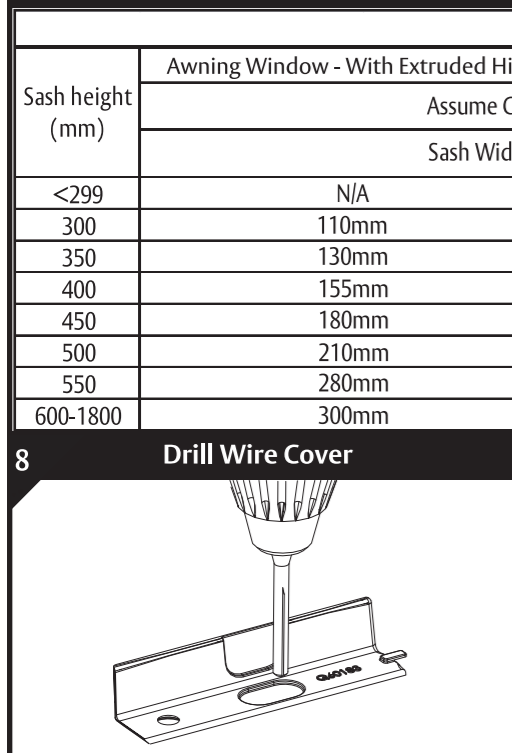 Awning Window - With Extruded Hi
Sash height
(mm)
Assume
Sash Wid
<299 N/A
300 110mm
350 130mm
400 155mm
450 180mm
500 210mm
550 280mm
600-1800 300mm
8 Drill Wire Cover